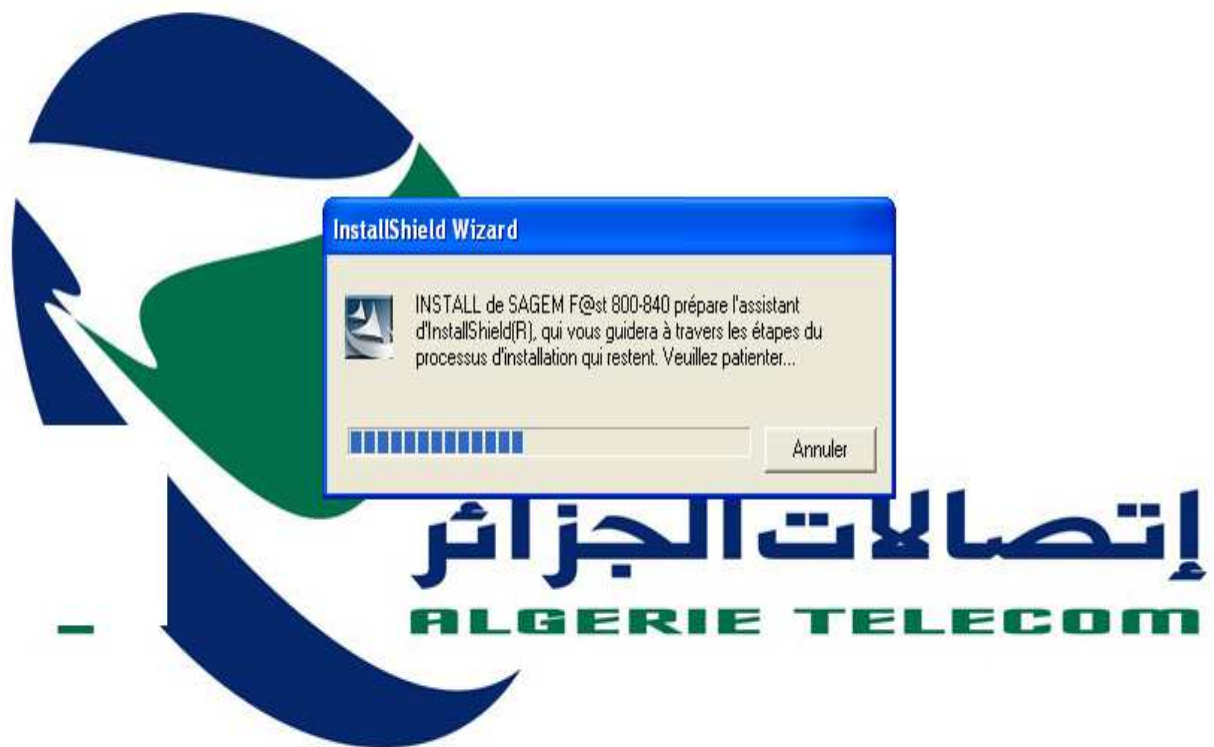 InstallShield Wizard
INSTALL de SAGEM F@st 800-840 prépare l'assistant
d'InstallShield(R), qui vous guidera à travers les étapes du
processus d'installation qui restent. Veuillez patienter...
Annuler
إتصالات الجزائر
ALGERIE TELECOM